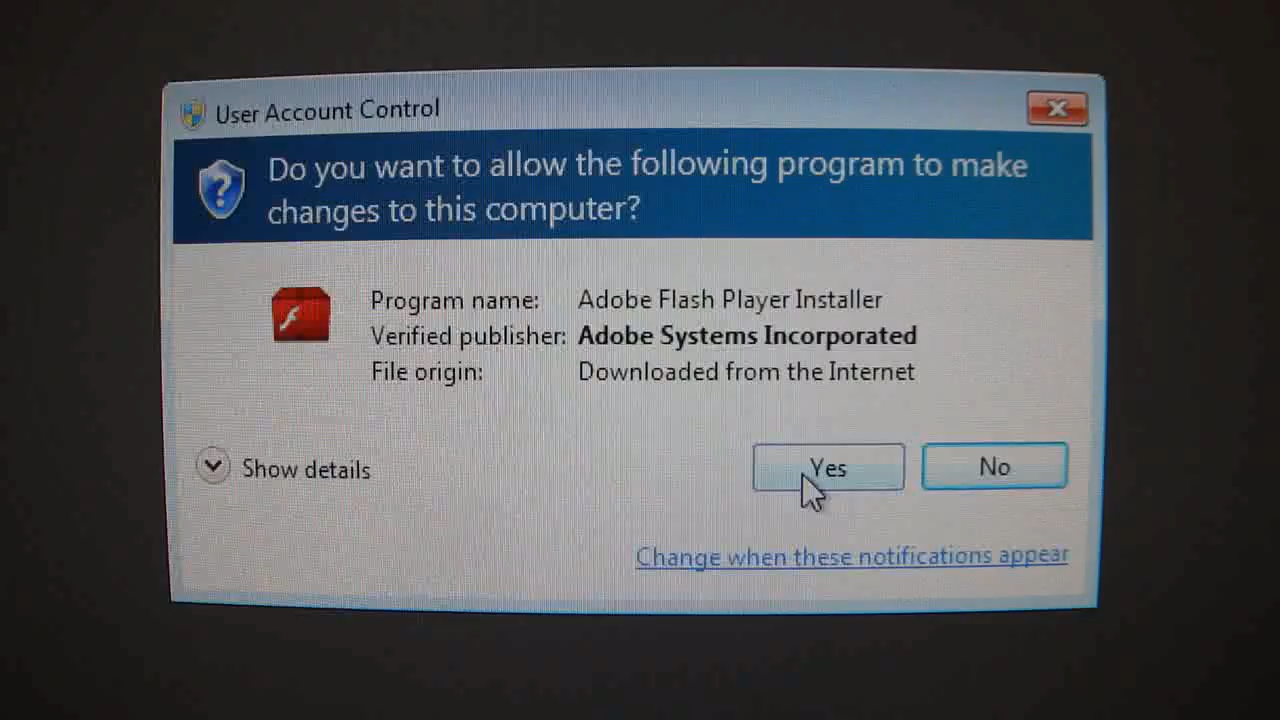 User Account Control
Do you want to allow the following program to make
changes to this computer?
Program name: Adobe Flash Player Installer
Verified publisher: Adobe Systems Incorporated
File origin: Downloaded from the Internet
Show details
Yes
No
Change when these notifications appear